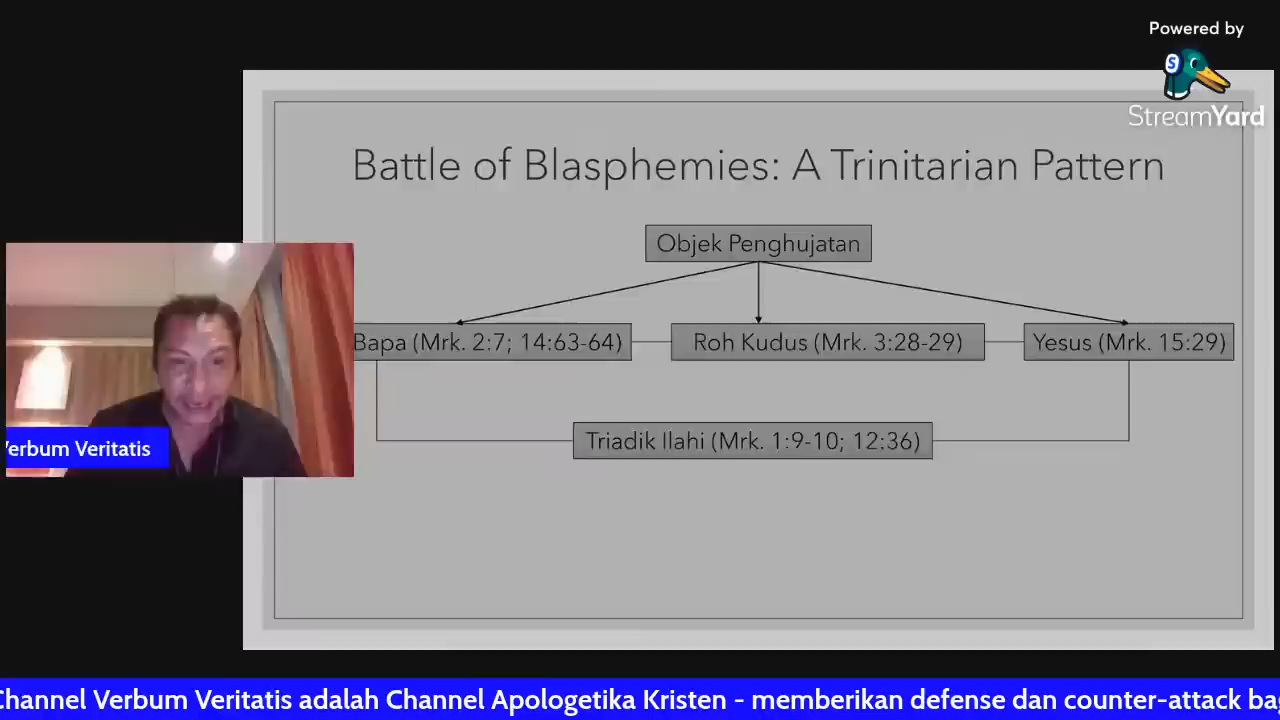 Powered by
StreamYard
Battle of Blasphemies: A Trinitarian Pattern
Objek Penghujatan
Bapa (Mrk. 2:7; 14:63-64)
Roh Kudus (Mrk. 3:28-29)
Yesus (Mrk. 15:29)
Triadik Ilahi (Mrk. 1:9-10; 12:36)
Verbum Veritatis
Channel Verbum Veritatis adalah Channel Apologetika Kristen - memberikan defense dan counter-attack